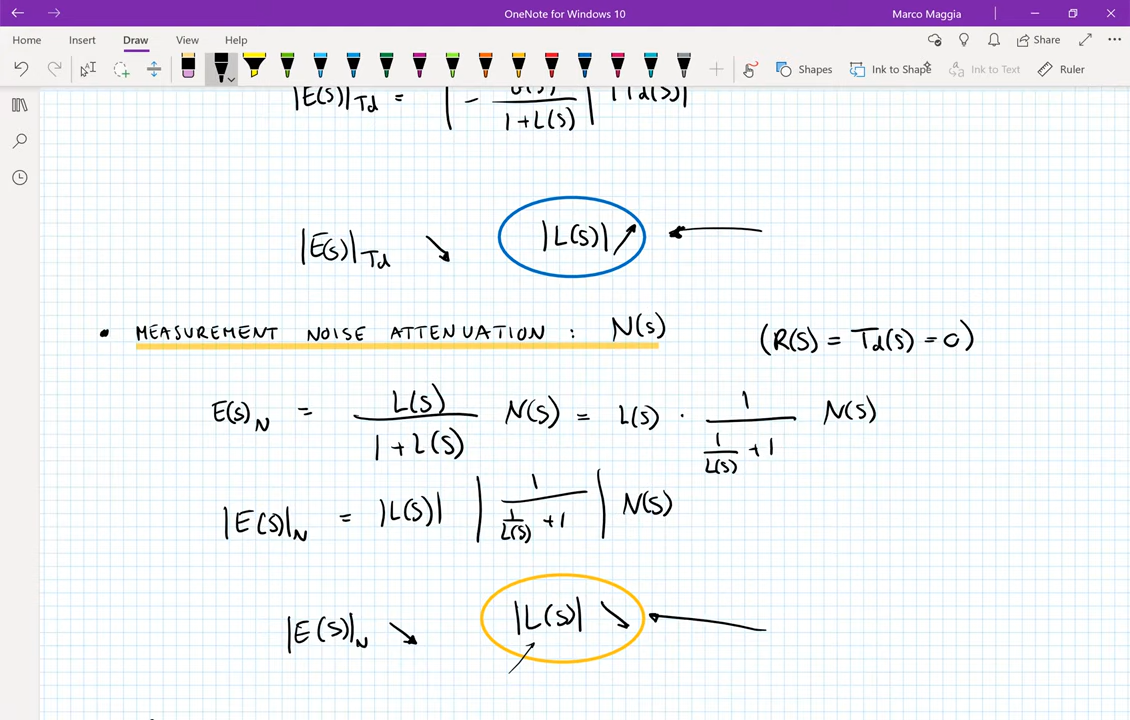 OneNote for Windows 10
Marco Maggia
Home Insert Draw View Help
Share
Shapes Ink to Shape Ink to Text Ruler
|E(S)|Td = | - G(S) / 1+L(S) | |Td(S)|
|E(S)|Td ↘ |L(S)| ↗ ←
• MEASUREMENT NOISE ATTENUATION : N(S) (R(S) = Td(S) = 0)
E(S)N = L(S) / 1+L(S) N(S) = L(S) · 1 / 1/L(S) + 1 N(S)
|E(S)|N = |L(S)| | 1 / 1/L(S) + 1 | N(S)
|E(S)|N ↘ |L(S)| ↘ ←